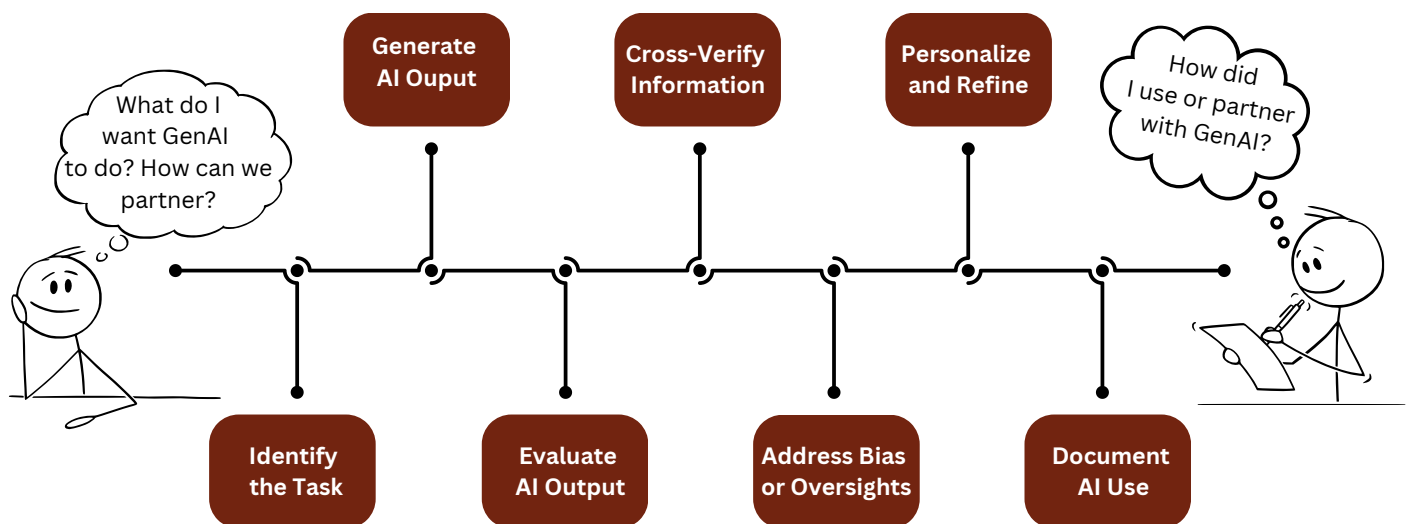 What do I
want GenAI
to do? How can we
partner?
Identify
the Task
Generate
AI Ouput
Evaluate
AI Output
Cross-Verify
Information
Address Bias
or Oversights
Personalize
and Refine
Document
AI Use
How did
I use or partner
with GenAI?